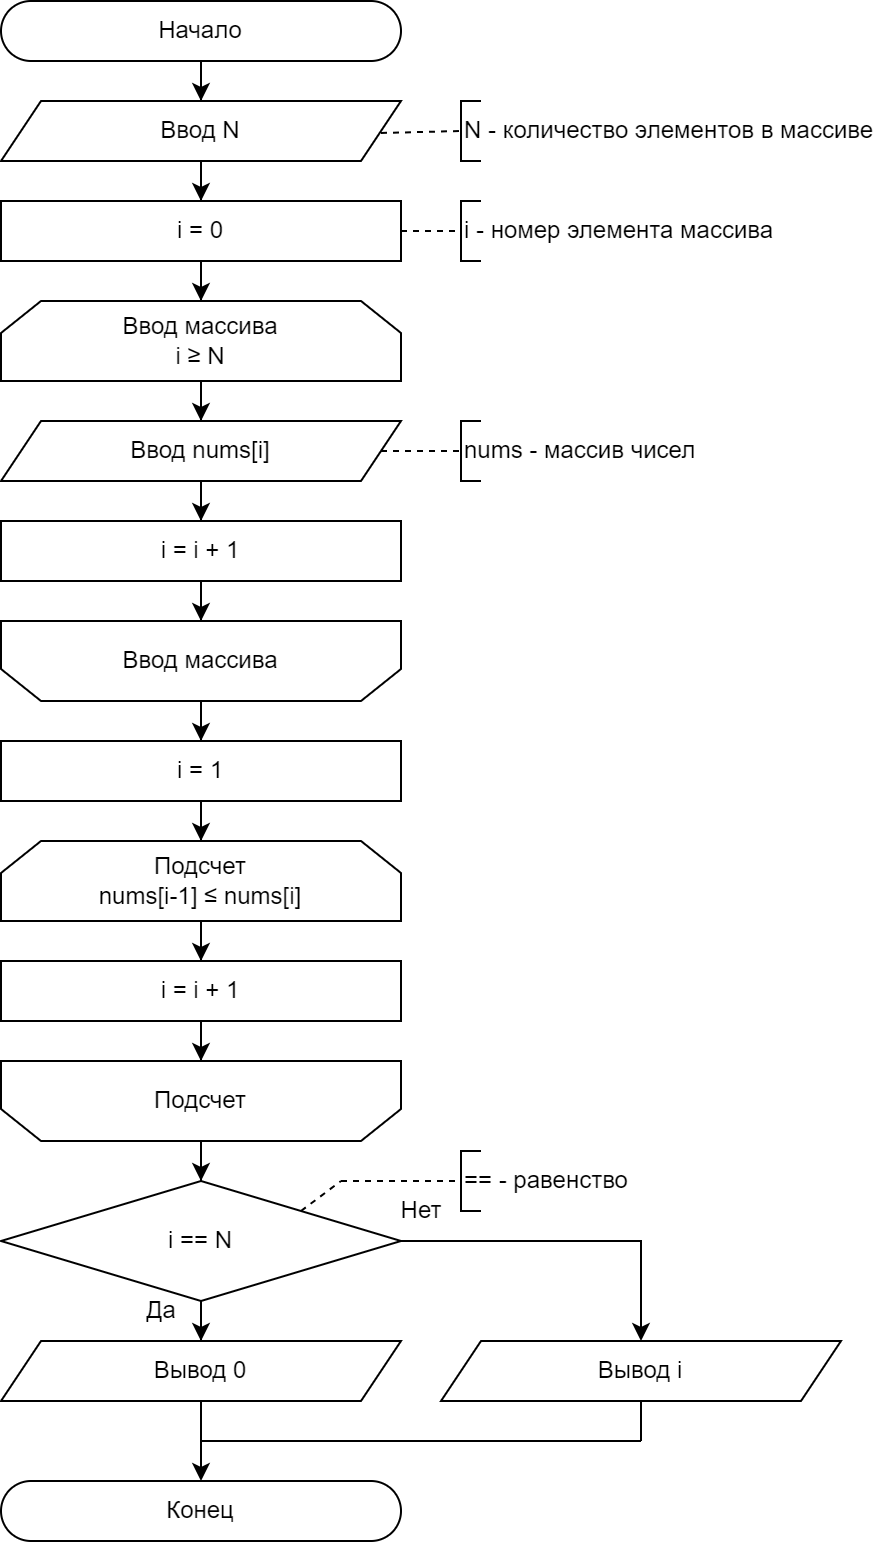 Начало
Ввод N
N - количество элементов в массиве
i = 0
i - номер элемента массива
Ввод массива
i ≥ N
Ввод nums[i]
nums - массив чисел
i = i + 1
Ввод массива
i = 1
Подсчет
nums[i-1] ≤ nums[i]
i = i + 1
Подсчет
== - равенство
Нет
i == N
Да
Вывод 0
Вывод i
Конец